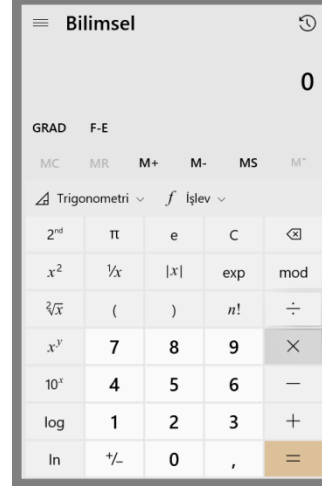 Bilimsel
0
GRAD F-E
MC MR M+ M- MS M˅
Trigonometri f İşlev
2ⁿᵈ π e C
x² ¹/x |x| exp mod
²√x ( ) n! ÷
xʸ 7 8 9 ×
10ˣ 4 5 6 −
log 1 2 3 +
ln +/− 0 , =